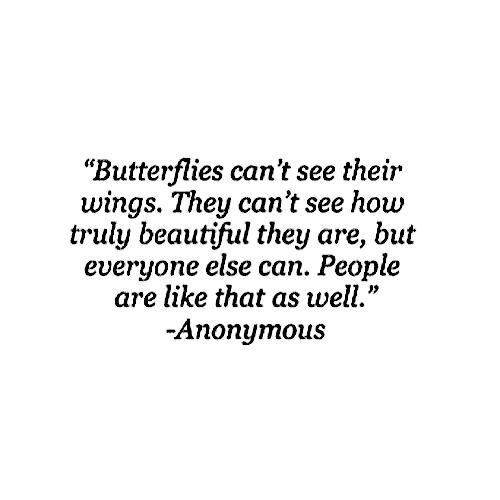 “Butterflies can’t see their
wings. They can’t see how
truly beautiful they are, but
everyone else can. People
are like that as well.”
-Anonymous